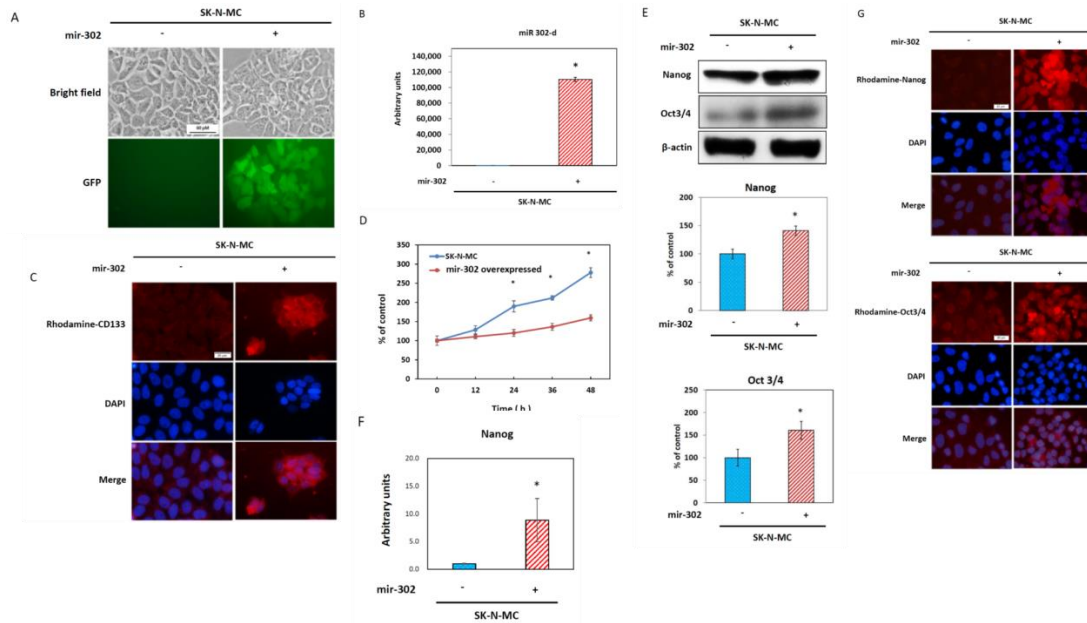 A
SK-N-MC
mir-302 - +
Bright field
GFP
B
miR 302-d
Arbitrary units
140,000
120,000
110,000
100,000
80,000
60,000
40,000
20,000
0
mir-302 - +
SK-N-MC
C
SK-N-MC
mir-302 - +
Rhodamine-CD133
DAPI
Merge
D
SK-N-MC
mir-302 overexpressed
% of control
350
300
250
200
150
100
50
0
* * *
0 12 24 36 48
Time ( h )
E
SK-N-MC
mir-302 - +
Nanog
Oct3/4
β-actin
Nanog
% of control
200
150
100
50
0
*
mir-302 - +
SK-N-MC
Oct 3/4
% of control
250
200
150
100
50
0
*
mir-302 - +
SK-N-MC
F
Nanog
Arbitrary units
20.0
15.0
10.0
5.0
0.0
*
mir-302 - +
SK-N-MC
G
SK-N-MC
mir-302 - +
Rhodamine-Nanog
DAPI
Merge
SK-N-MC
mir-302 - +
Rhodamine-Oct3/4
DAPI
Merge